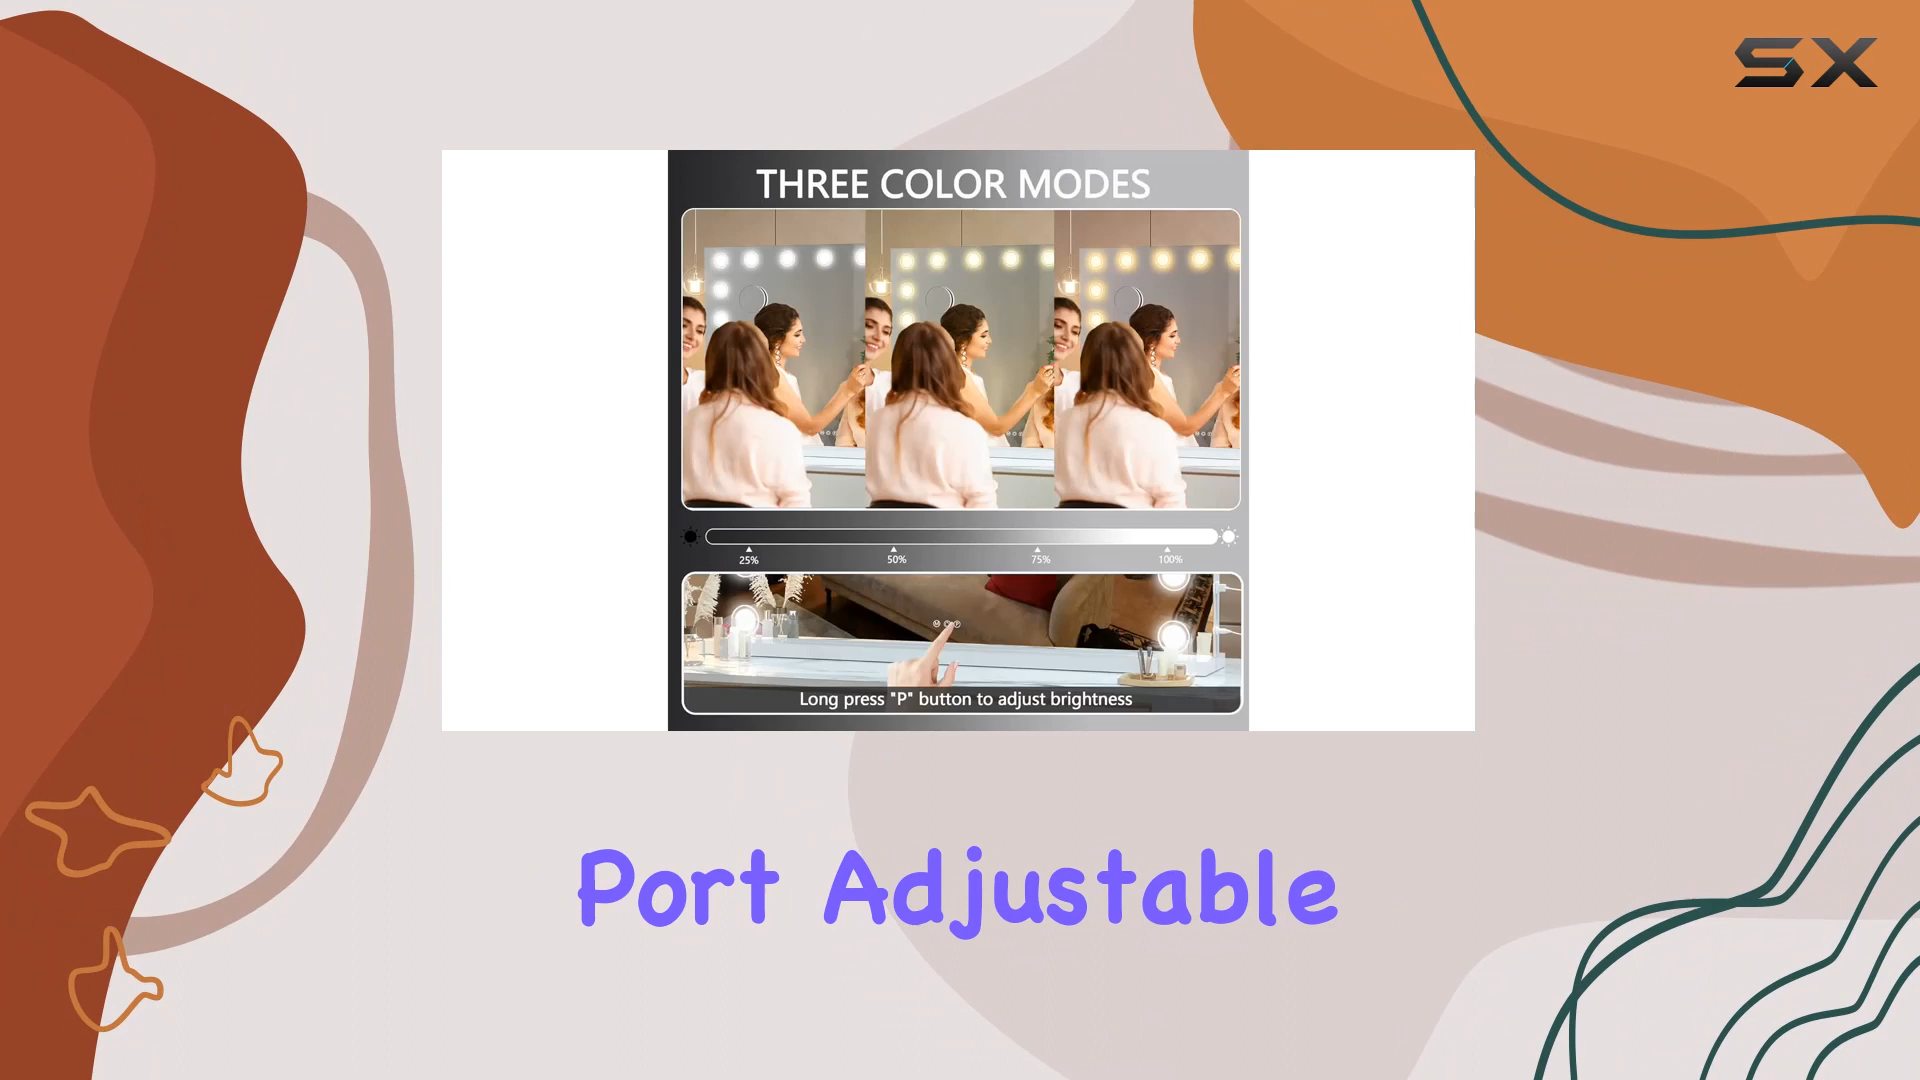 SX
THREE COLOR MODES
25% 50% 75% 100%
M P
Long press "P" button to adjust brightness
Port Adjustable